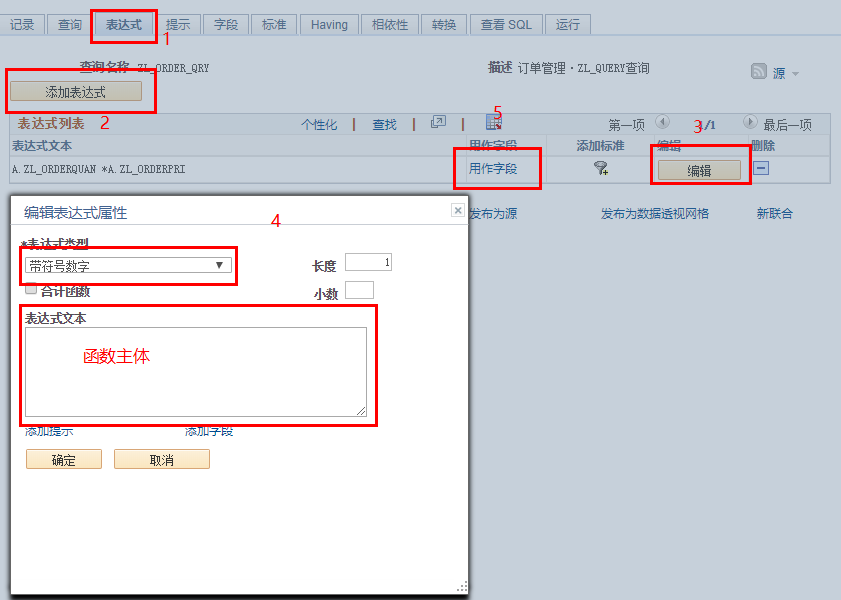 记录 查询 表达式 提示 字段 标准 Having 相依性 转换 查看 SQL 运行
1
查询名称 ZL_ORDER_QRY 描述 订单管理·ZL_QUERY查询 源
添加表达式
2 5
表达式列表 个性化 | 查找 | | 第一项 3 1/1 最后一项
表达式文本 用作字段 添加标准 编辑 删除
A.ZL_ORDERQUAN *A.ZL_ORDERPRI 用作字段 编辑
编辑表达式属性 4 发布为源 发布为数据透视网格 新联合
*表达式类型
带符号数字 长度 1
合计函数 小数
表达式文本
函数主体
添加提示 添加字段
确定 取消